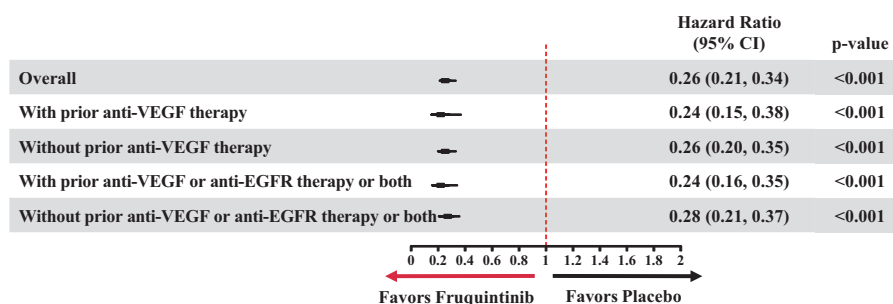 Hazard Ratio
(95% CI) p-value
Overall 0.26 (0.21, 0.34) <0.001
With prior anti-VEGF therapy 0.24 (0.15, 0.38) <0.001
Without prior anti-VEGF therapy 0.26 (0.20, 0.35) <0.001
With prior anti-VEGF or anti-EGFR therapy or both 0.24 (0.16, 0.35) <0.001
Without prior anti-VEGF or anti-EGFR therapy or both 0.28 (0.21, 0.37) <0.001
0 0.2 0.4 0.6 0.8 1 1.2 1.4 1.6 1.8 2
Favors Fruquintinib Favors Placebo